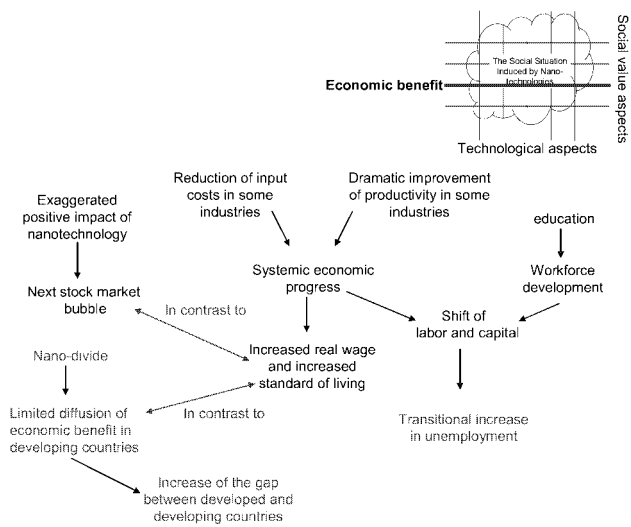 The Social Situation
Induced by Nano-
technologies
Economic benefit
Social value aspects
Technological aspects
Reduction of input
costs in some
industries
Dramatic improvement
of productivity in some
industries
Exaggerated
positive impact of
nanotechnology
education
Systemic economic
progress
Workforce
development
Next stock market
bubble
In contrast to
Shift of
labor and capital
Increased real wage
and increased
standard of living
Nano-divide
Limited diffusion of
economic benefit in
developing countries
In contrast to
Transitional increase
in unemployment
Increase of the gap
between developed and
developing countries